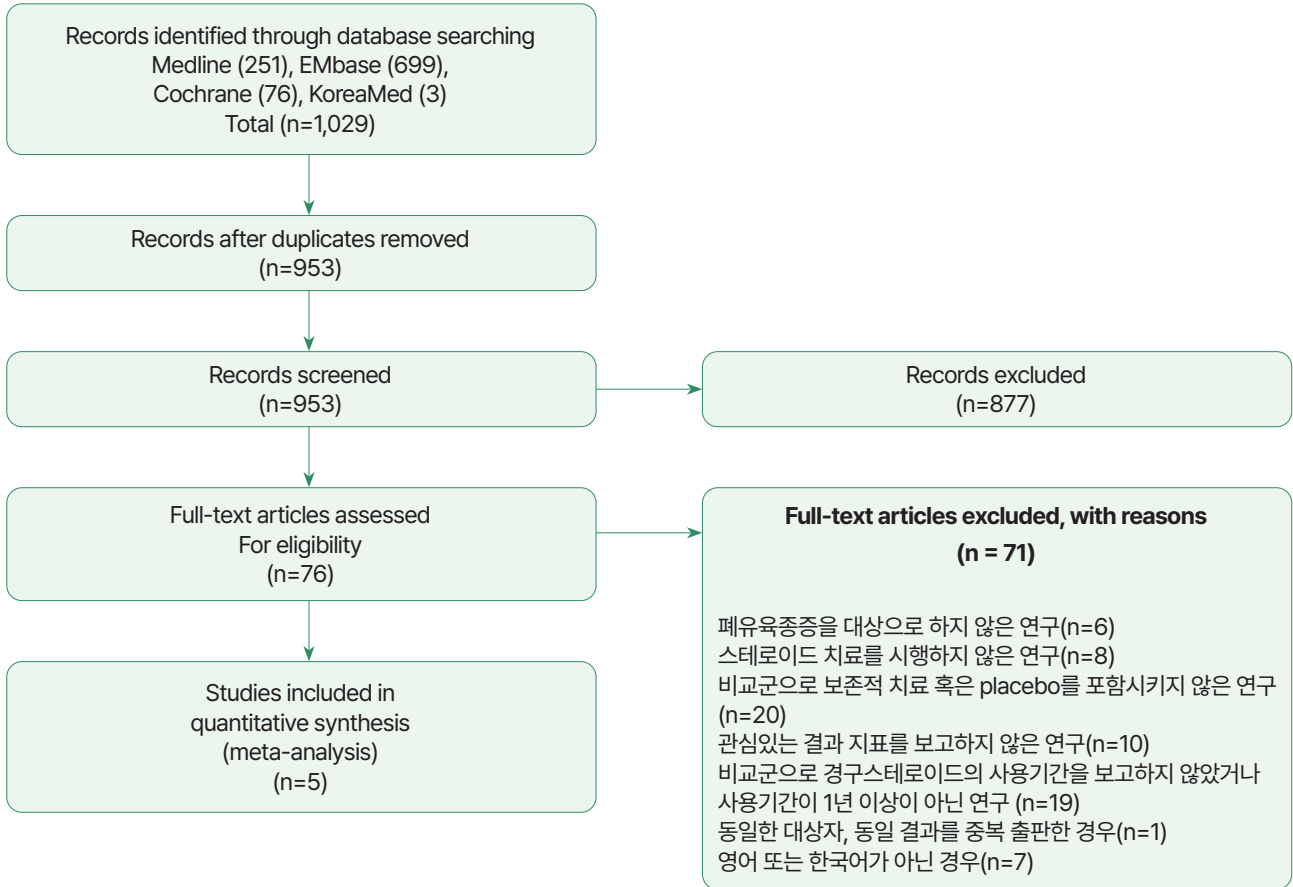 Records identified through database searching
Medline (251), EMbase (699),
Cochrane (76), KoreaMed (3)
Total (n=1,029)
Records after duplicates removed
(n=953)
Records screened
(n=953)
Records excluded
(n=877)
Full-text articles assessed
For eligibility
(n=76)
Full-text articles excluded, with reasons
(n = 71)
폐유육종증을 대상으로 하지 않은 연구(n=6)
스테로이드 치료를 시행하지 않은 연구(n=8)
비교군으로 보존적 치료 혹은 placebo를 포함시키지 않은 연구
(n=20)
관심있는 결과 지표를 보고하지 않은 연구(n=10)
비교군으로 경구스테로이드의 사용기간을 보고하지 않았거나
사용기간이 1년 이상이 아닌 연구 (n=19)
동일한 대상자, 동일 결과를 중복 출판한 경우(n=1)
영어 또는 한국어가 아닌 경우(n=7)
Studies included in
quantitative synthesis
(meta-analysis)
(n=5)